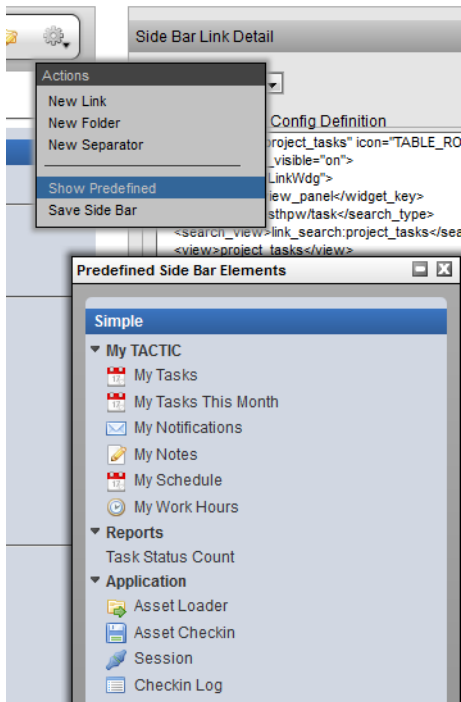 Side Bar Link Detail
Actions
New Link
New Folder
New Separator
Show Predefined
Save Side Bar
Config Definition
project_tasks" icon="TABLE_RO
_visible="on">
LinkWdg">
iew_panel</widget_key>
sthpw/task</search_type>
<search_view>link_search:project_tasks</sea
<view>project_tasks</view>
Predefined Side Bar Elements
Simple
My TACTIC
My Tasks
My Tasks This Month
My Notifications
My Notes
My Schedule
My Work Hours
Reports
Task Status Count
Application
Asset Loader
Asset Checkin
Session
Checkin Log